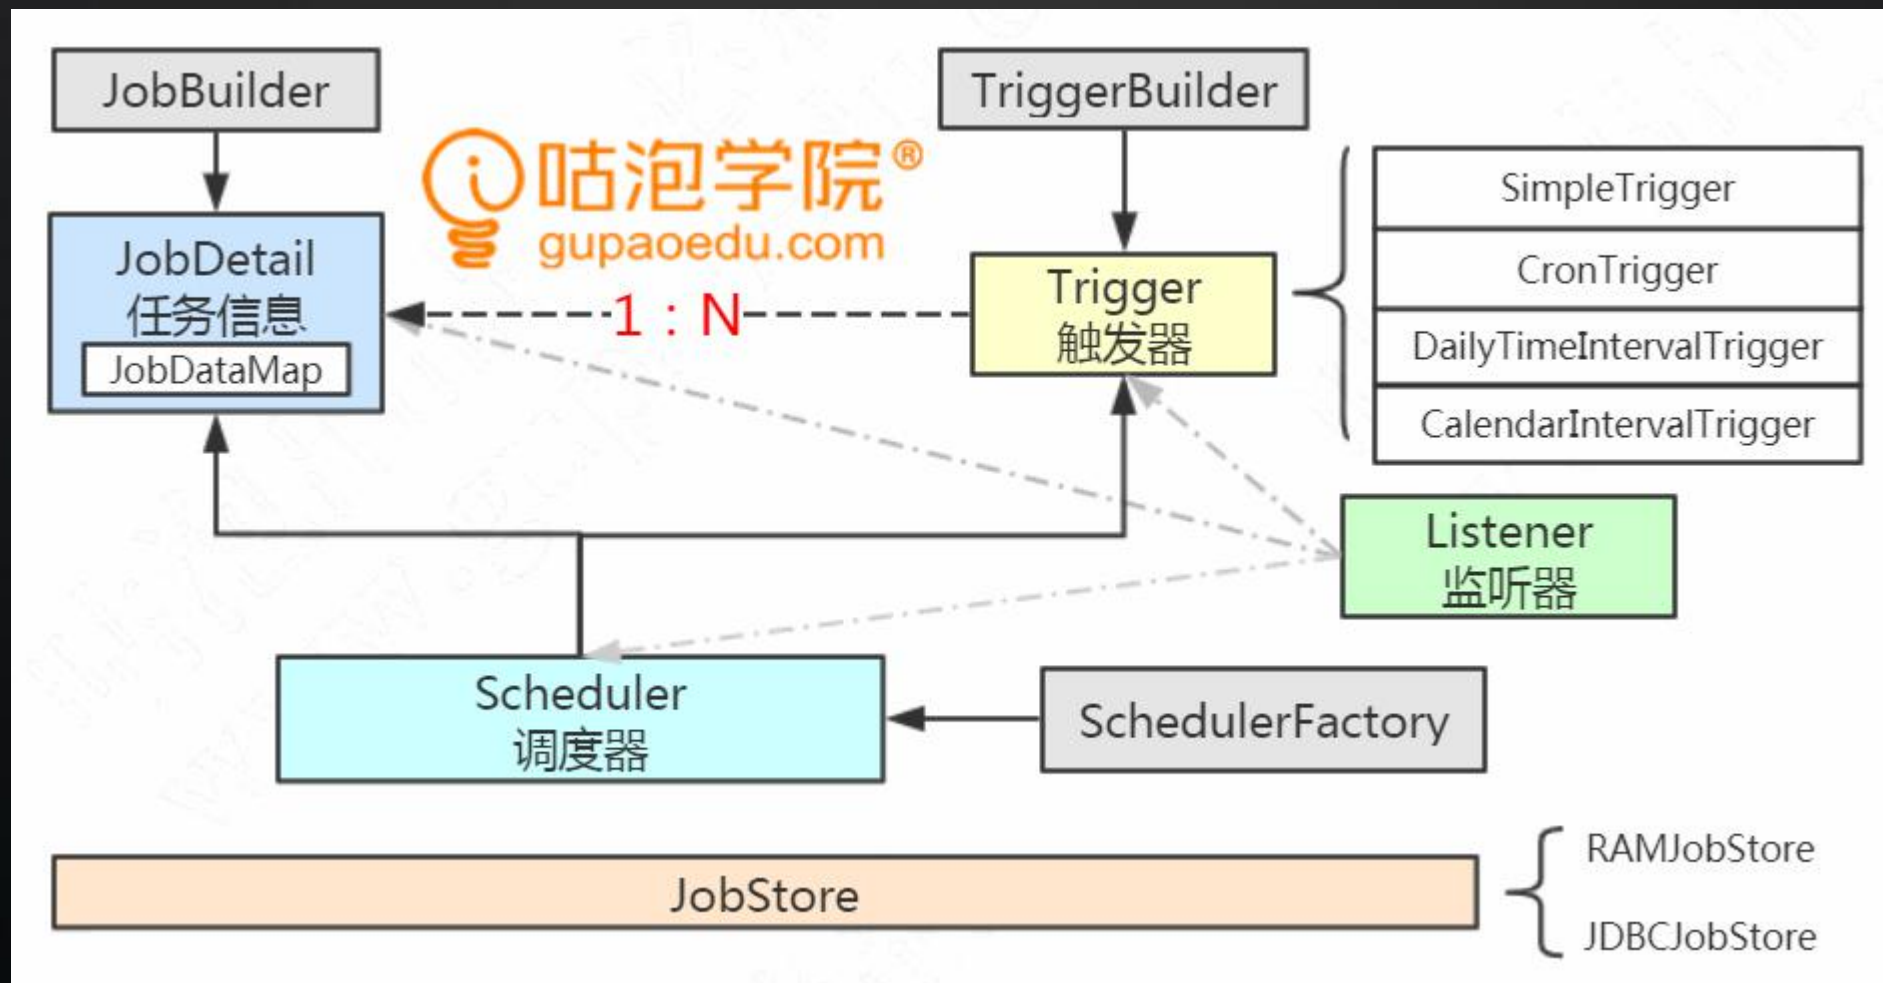 JobBuilder
TriggerBuilder
咕泡学院®
gupaoedu.com
JobDetail
任务信息
JobDataMap
1：N
Trigger
触发器
SimpleTrigger
CronTrigger
DailyTimeIntervalTrigger
CalendarIntervalTrigger
Listener
监听器
Scheduler
调度器
SchedulerFactory
JobStore
RAMJobStore
JDBCJobStore